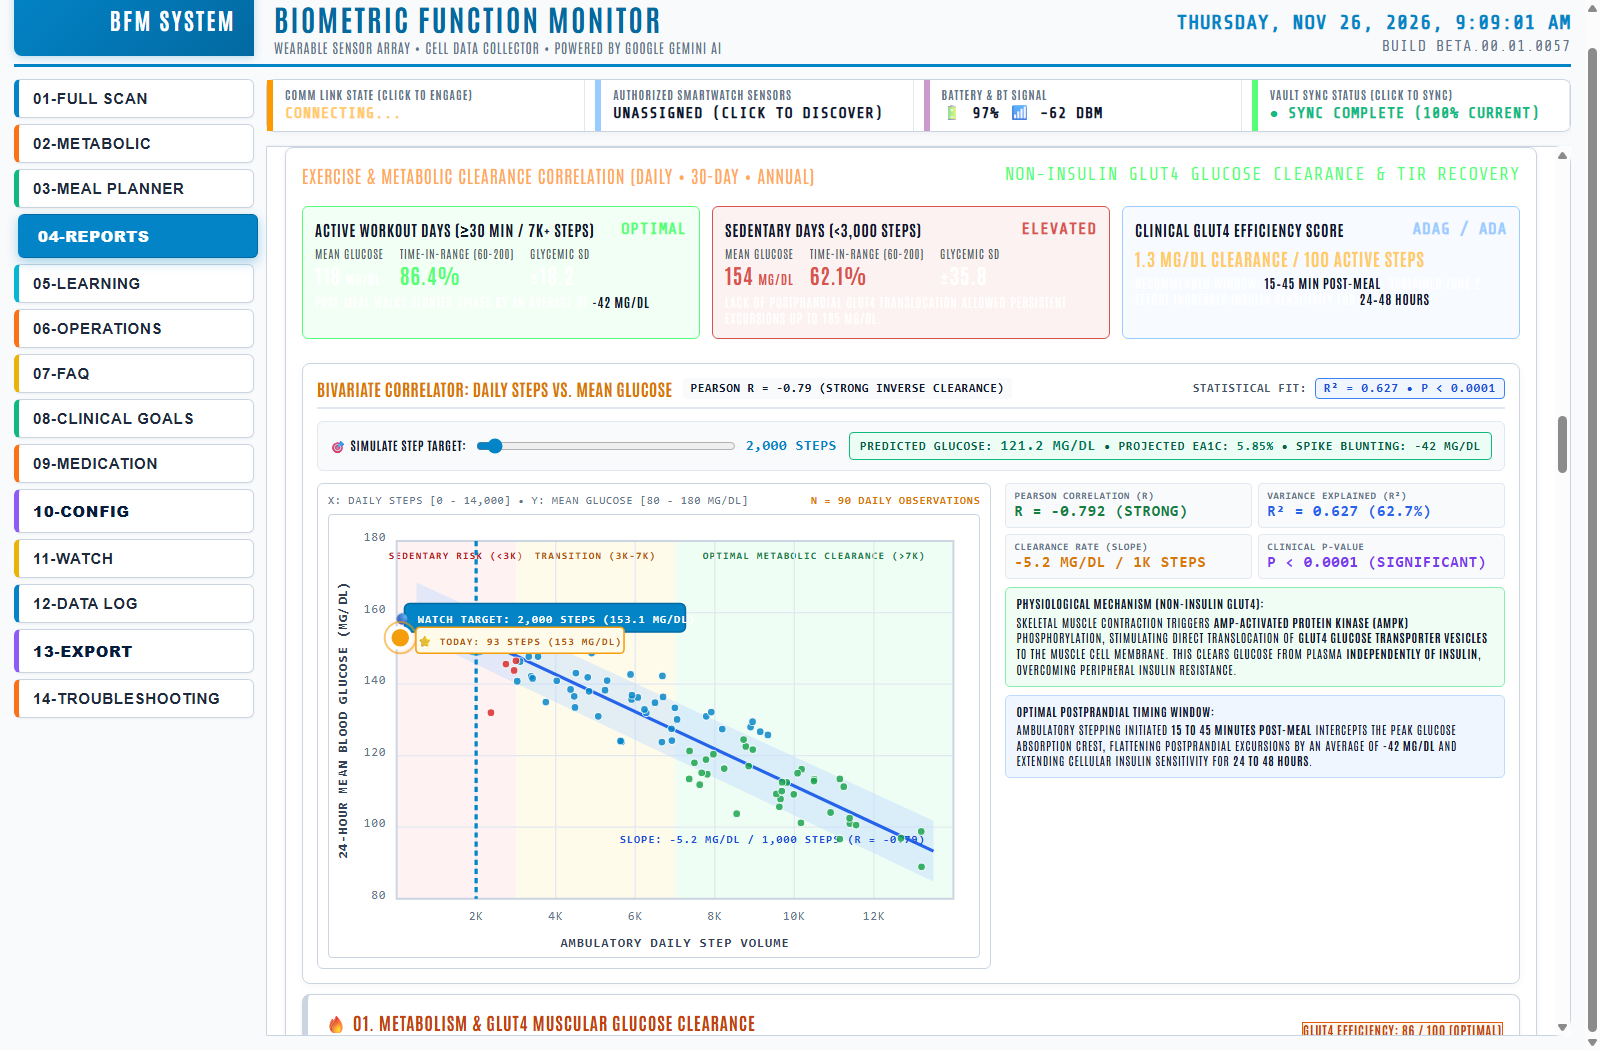 BFM SYSTEM
BIOMETRIC FUNCTION MONITOR
WEARABLE SENSOR ARRAY • CELL DATA COLLECTOR • POWERED BY GOOGLE GEMINI AI
THURSDAY, NOV 26, 2026, 9:09:01 AM
BUILD BETA.00.01.0057
01-FULL SCAN
02-METABOLIC
03-MEAL PLANNER
04-REPORTS
05-LEARNING
06-OPERATIONS
07-FAQ
08-CLINICAL GOALS
09-MEDICATION
10-CONFIG
11-WATCH
12-DATA LOG
13-EXPORT
14-TROUBLESHOOTING
COMM LINK STATE (CLICK TO ENGAGE)
CONNECTING...
AUTHORIZED SMARTWATCH SENSORS
UNASSIGNED (CLICK TO DISCOVER)
BATTERY & BT SIGNAL
🔋 97% 📶 -62 DBM
VAULT SYNC STATUS (CLICK TO SYNC)
● SYNC COMPLETE (100% CURRENT)
EXERCISE & METABOLIC CLEARANCE CORRELATION (DAILY • 30-DAY • ANNUAL)
NON-INSULIN GLUT4 GLUCOSE CLEARANCE & TIR RECOVERY
ACTIVE WORKOUT DAYS (≥30 MIN / 7K+ STEPS)
OPTIMAL
MEAN GLUCOSE TIME-IN-RANGE (60-200) GLYCEMIC SD
118 MG/DL 86.4% ±18.2
-42 MG/DL
SEDENTARY DAYS (<3,000 STEPS)
ELEVATED
MEAN GLUCOSE TIME-IN-RANGE (60-200) GLYCEMIC SD
154 MG/DL 62.1% ±35.8
LACK OF POSTPRANDIAL GLUT4 TRANSLOCATION ALLOWED PERSISTENT
EXCURSIONS UP TO 185 MG/DL.
CLINICAL GLUT4 EFFICIENCY SCORE
ADAG / ADA
1.3 MG/DL CLEARANCE / 100 ACTIVE STEPS
15-45 MIN POST-MEAL
24-48 HOURS
BIVARIATE CORRELATOR: DAILY STEPS VS. MEAN GLUCOSE
PEARSON R = -0.79 (STRONG INVERSE CLEARANCE)
STATISTICAL FIT: R² = 0.627 • P < 0.0001
🎯 SIMULATE STEP TARGET:
2,000 STEPS
PREDICTED GLUCOSE: 121.2 MG/DL • PROJECTED EA1C: 5.85% • SPIKE BLUNTING: -42 MG/DL
X: DAILY STEPS [0 - 14,000] • Y: MEAN GLUCOSE [80 - 180 MG/DL]
N = 90 DAILY OBSERVATIONS
180
160
140
120
100
80
24-HOUR MEAN BLOOD GLUCOSE (MG/DL)
SEDENTARY RISK (<3K)
TRANSITION (3K-7K)
OPTIMAL METABOLIC CLEARANCE (>7K)
WATCH TARGET: 2,000 STEPS (153.1 MG/DL
⭐ TODAY: 93 STEPS (153 MG/DL)
SLOPE: -5.2 MG/DL / 1,000 STEPS (R = -0.79)
2K
4K
6K
8K
10K
12K
AMBULATORY DAILY STEP VOLUME
PEARSON CORRELATION (R)
R = -0.792 (STRONG)
VARIANCE EXPLAINED (R²)
R² = 0.627 (62.7%)
CLEARANCE RATE (SLOPE)
-5.2 MG/DL / 1K STEPS
CLINICAL P-VALUE
P < 0.0001 (SIGNIFICANT)
PHYSIOLOGICAL MECHANISM (NON-INSULIN GLUT4):
SKELETAL MUSCLE CONTRACTION TRIGGERS AMP-ACTIVATED PROTEIN KINASE (AMPK)
PHOSPHORYLATION, STIMULATING DIRECT TRANSLOCATION OF GLUT4 GLUCOSE TRANSPORTER VESICLES
TO THE MUSCLE CELL MEMBRANE. THIS CLEARS GLUCOSE FROM PLASMA INDEPENDENTLY OF INSULIN,
OVERCOMING PERIPHERAL INSULIN RESISTANCE.
OPTIMAL POSTPRANDIAL TIMING WINDOW:
AMBULATORY STEPPING INITIATED 15 TO 45 MINUTES POST-MEAL INTERCEPTS THE PEAK GLUCOSE
ABSORPTION CREST, FLATTENING POSTPRANDIAL EXCURSIONS BY AN AVERAGE OF -42 MG/DL AND
EXTENDING CELLULAR INSULIN SENSITIVITY FOR 24 TO 48 HOURS.
🔥 01. METABOLISM & GLUT4 MUSCULAR GLUCOSE CLEARANCE
GLUT4 EFFICIENCY: 86 / 100 (OPTIMAL)